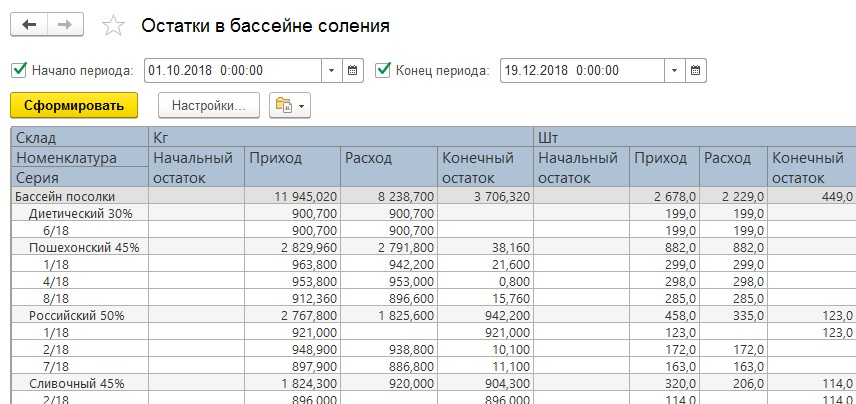 Остатки в бассейне соления
Начало периода: 01.10.2018 0:00:00 Конец периода: 19.12.2018 0:00:00
Сформировать Настройки...
Склад Кг Шт
Номенклатура Начальный остаток Приход Расход Конечный остаток Начальный остаток Приход Расход Конечный остаток
Серия
Бассейн посолки 11 945,020 8 238,700 3 706,320 2 678,0 2 229,0 449,0
Диетический 30% 900,700 900,700 199,0 199,0
6/18 900,700 900,700 199,0 199,0
Пошехонский 45% 2 829,960 2 791,800 38,160 882,0 882,0
1/18 963,800 942,200 21,600 299,0 299,0
4/18 953,800 953,000 0,800 298,0 298,0
8/18 912,360 896,600 15,760 285,0 285,0
Российский 50% 2 767,800 1 825,600 942,200 458,0 335,0 123,0
1/18 921,000 921,000 123,0 123,0
2/18 948,900 938,800 10,100 172,0 172,0
7/18 897,900 886,800 11,100 163,0 163,0
Сливочный 45% 1 824,300 920,000 904,300 320,0 206,0 114,0
2/18 896,000 896,000 114,0 114,0